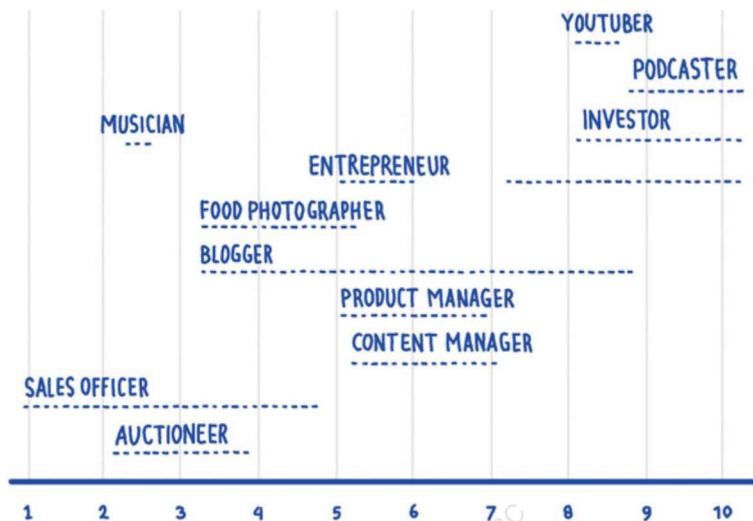 YOUTUBER
PODCASTER
MUSICIAN
INVESTOR
ENTREPRENEUR
FOOD PHOTOGRAPHER
BLOGGER
PRODUCT MANAGER
CONTENT MANAGER
SALES OFFICER
AUCTIONEER
1 2 3 4 5 6 7 8 9 10